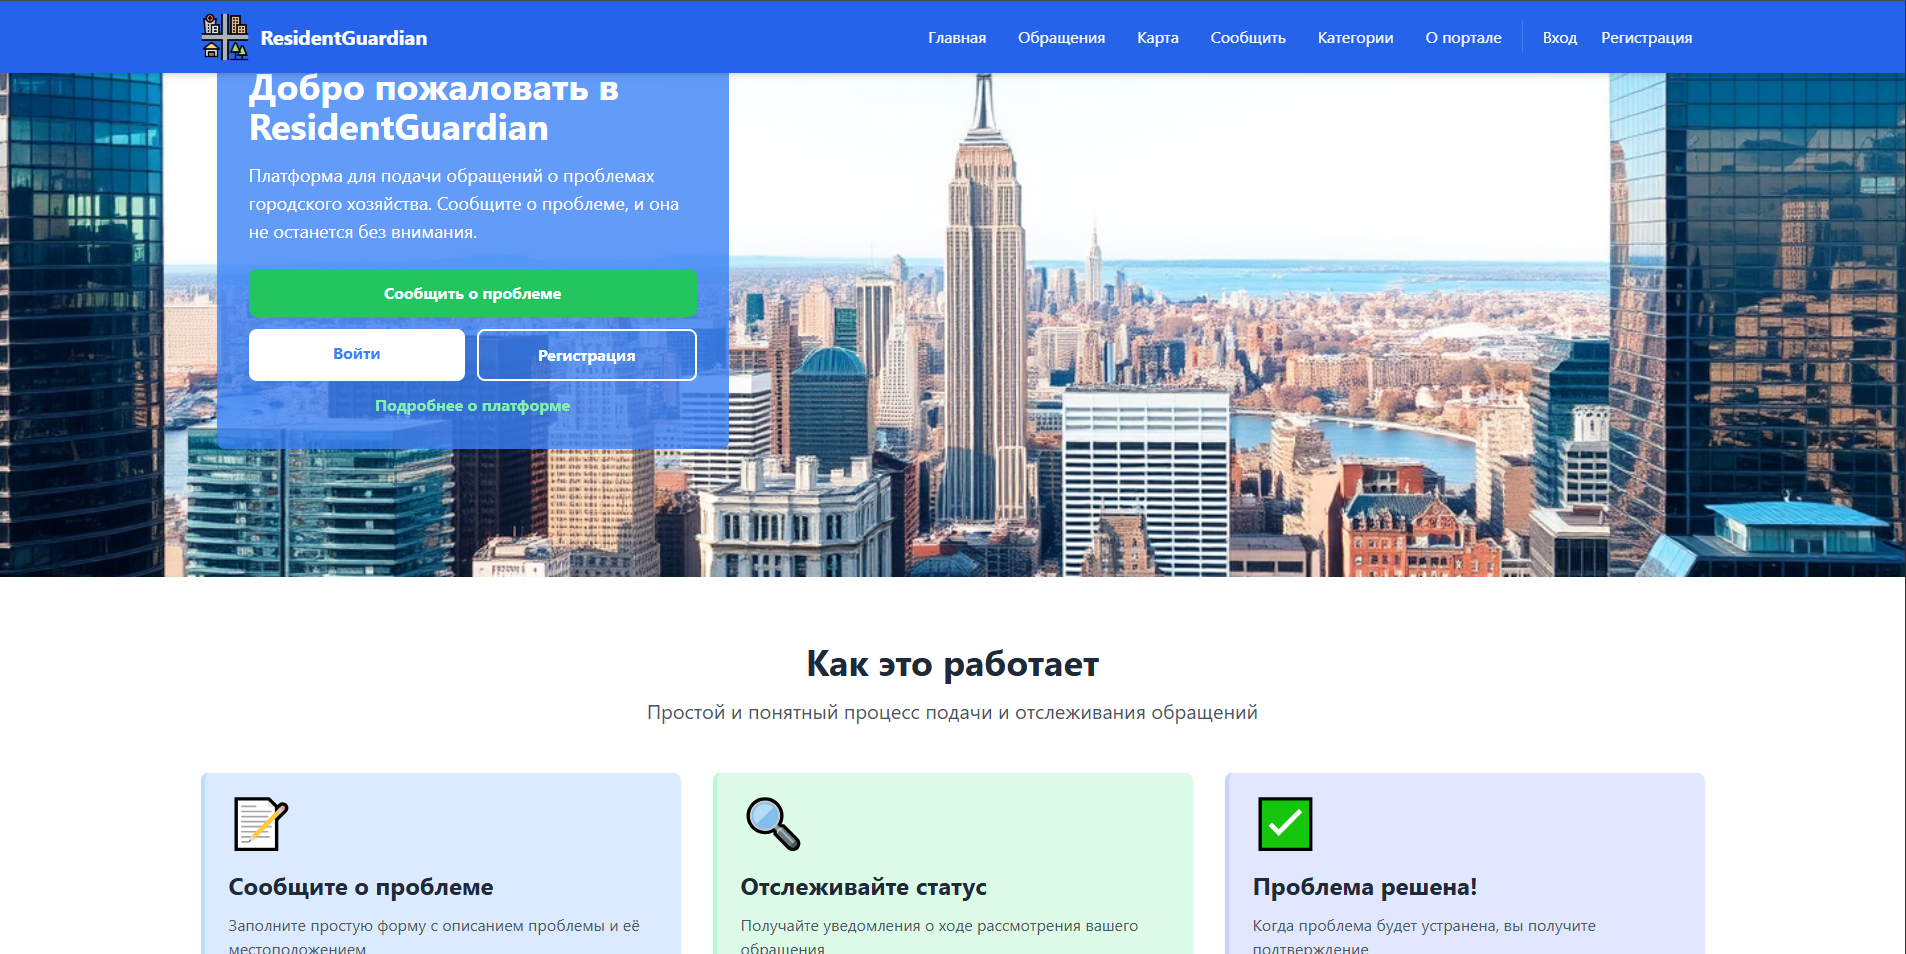 ResidentGuardian
Главная Обращения Карта Сообщить Категории О портале Вход Регистрация
Добро пожаловать в
ResidentGuardian
Платформа для подачи обращений о проблемах
городского хозяйства. Сообщите о проблеме, и она
не останется без внимания.
Сообщить о проблеме
Войти Регистрация
Подробнее о платформе
Как это работает
Простой и понятный процесс подачи и отслеживания обращений
Сообщите о проблеме
Заполните простую форму с описанием проблемы и её
местоположением
Отслеживайте статус
Получайте уведомления о ходе рассмотрения вашего
обращения
Проблема решена!
Когда проблема будет устранена, вы получите
подтверждение